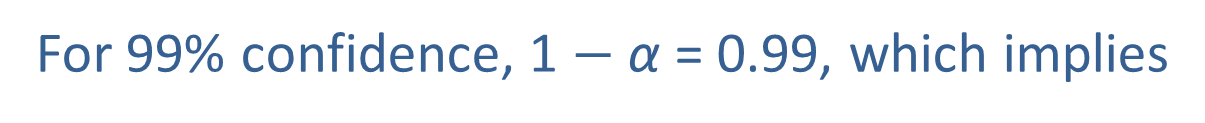 For 99% confidence, 1 − α = 0.99, which implies